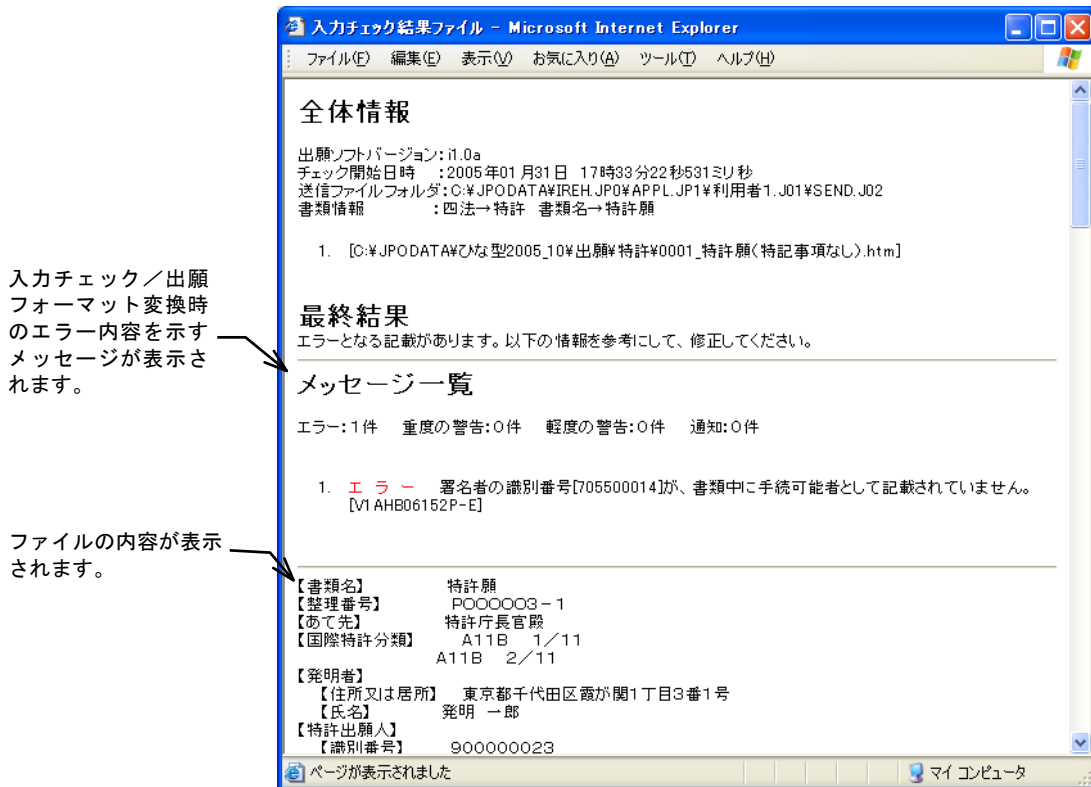 入力チェック結果ファイル - Microsoft Internet Explorer
ファイル(F) 編集(E) 表示(V) お気に入り(A) ツール(T) ヘルプ(H)
全体情報
出願ソフトバージョン:i1.0a
チェック開始日時 :2005年01月31日 17時33分22秒531ミリ秒
送信ファイルフォルダ:C:¥JPODATA¥IREH.JP0¥APPL.JP1¥利用者1.J01¥SEND.J02
書類情報 :四法→特許 書類名→特許願
1. [C:¥JPODATA¥ひな型2005_10¥出願¥特許¥0001_特許願(特記事項なし).htm]
入力チェック/出願
フォーマット変換時
のエラー内容を示す
メッセージが表示さ
れます。
最終結果
エラーとなる記載があります。以下の情報を参考にして、修正してください。
メッセージ一覧
エラー:1件 重度の警告:0件 軽度の警告:0件 通知:0件
1. エ ラ ー 署名者の識別番号[705500014]が、書類中に手続可能者として記載されていません。
[V1AHB06152P-E]
ファイルの内容が表示
されます。
【書類名】 特許願
【整理番号】 P000003-1
【あて先】 特許庁長官殿
【国際特許分類】 A11B 1/11
A11B 2/11
【発明者】
【住所又は居所】 東京都千代田区霞が関1丁目3番1号
【氏名】 発明 一郎
【特許出願人】
【識別番号】 900000023
ページが表示されました
マイ コンピュータ